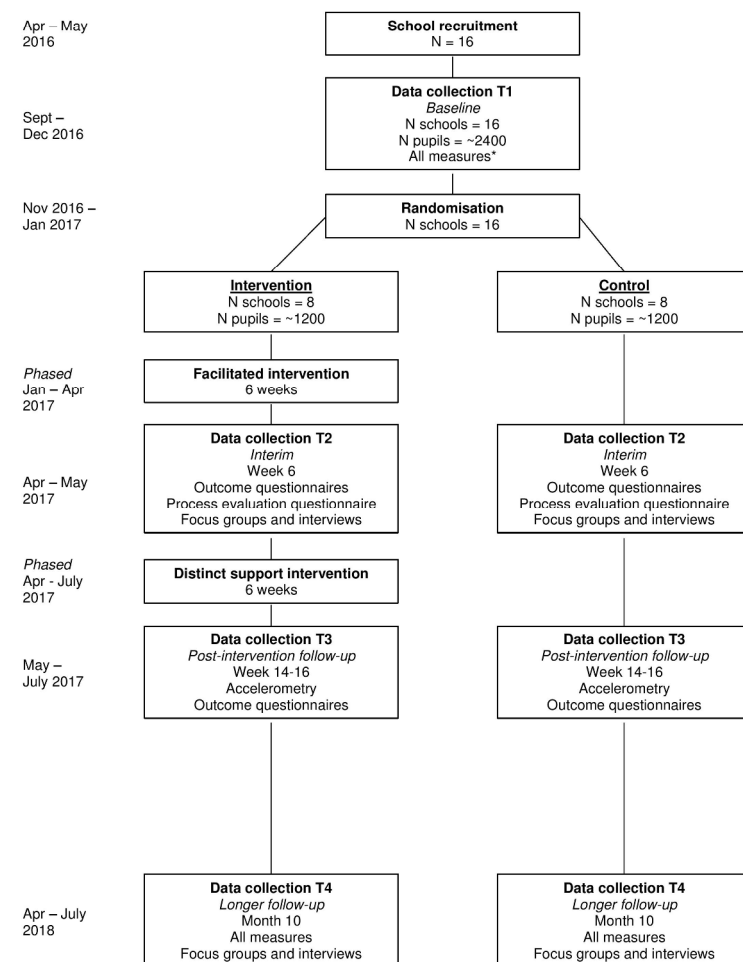 Apr – May
2016
School recruitment
N = 16
Sept –
Dec 2016
Data collection T1
Baseline
N schools = 16
N pupils = ~2400
All measures*
Nov 2016 –
Jan 2017
Randomisation
N schools = 16
Intervention
N schools = 8
N pupils = ~1200
Control
N schools = 8
N pupils = ~1200
Phased
Jan – Apr
2017
Facilitated intervention
6 weeks
Apr – May
2017
Data collection T2
Interim
Week 6
Outcome questionnaires
Process evaluation questionnaire
Focus groups and interviews
Data collection T2
Interim
Week 6
Outcome questionnaires
Process evaluation questionnaire
Focus groups and interviews
Phased
Apr - July
2017
Distinct support intervention
6 weeks
May –
July 2017
Data collection T3
Post-intervention follow-up
Week 14-16
Accelerometry
Outcome questionnaires
Data collection T3
Post-intervention follow-up
Week 14-16
Accelerometry
Outcome questionnaires
Apr – July
2018
Data collection T4
Longer follow-up
Month 10
All measures
Focus groups and interviews
Data collection T4
Longer follow-up
Month 10
All measures
Focus groups and interviews